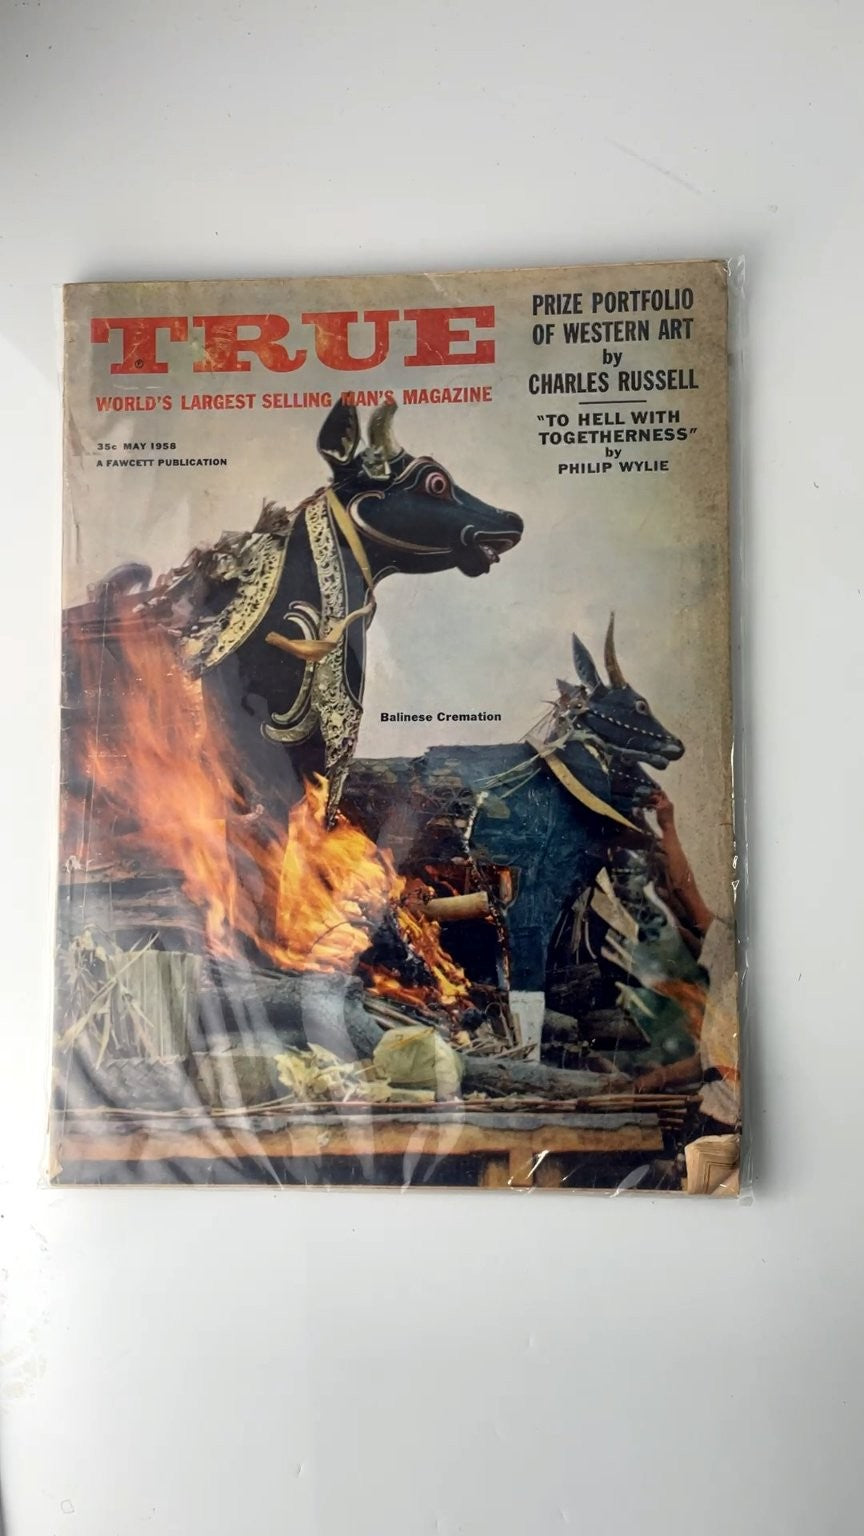 TRUE
WORLD'S LARGEST SELLING MAN'S MAGAZINE
35c MAY 1958
A FAWCETT PUBLICATION
PRIZE PORTFOLIO
OF WESTERN ART
by
CHARLES RUSSELL
"TO HELL WITH
TOGETHERNESS"
by
PHILIP WYLIE
Balinese Cremation